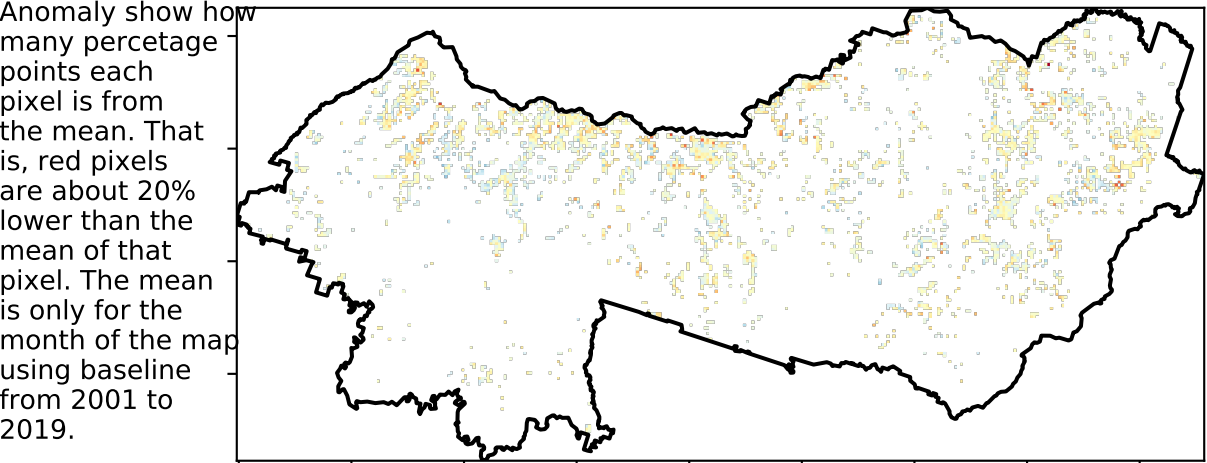 Anomaly show how
many percetage
points each
pixel is from
the mean. That
is, red pixels
are about 20%
lower than the
mean of that
pixel. The mean
is only for the
month of the map
using baseline
from 2001 to
2019.